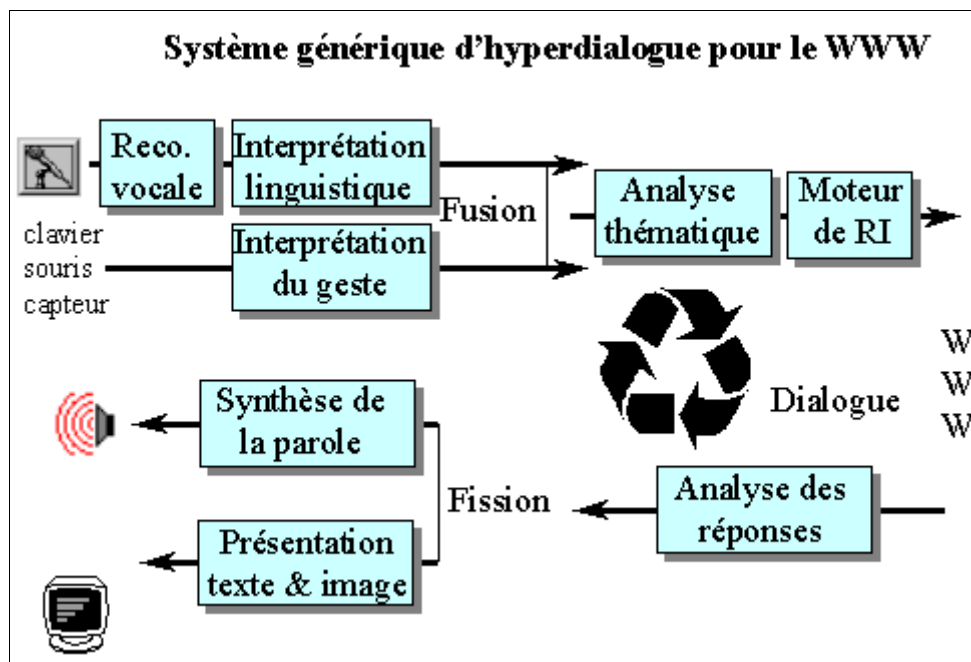 Système générique d'hyperdialogue pour le WWW
Reco.
vocale
Interprétation
linguistique
clavier
souris
capteur
Interprétation
du geste
Fusion
Analyse
thématique
Moteur
de RI
W
W
W
Dialogue
Synthèse de
la parole
Présentation
texte & image
Fission
Analyse des
réponses